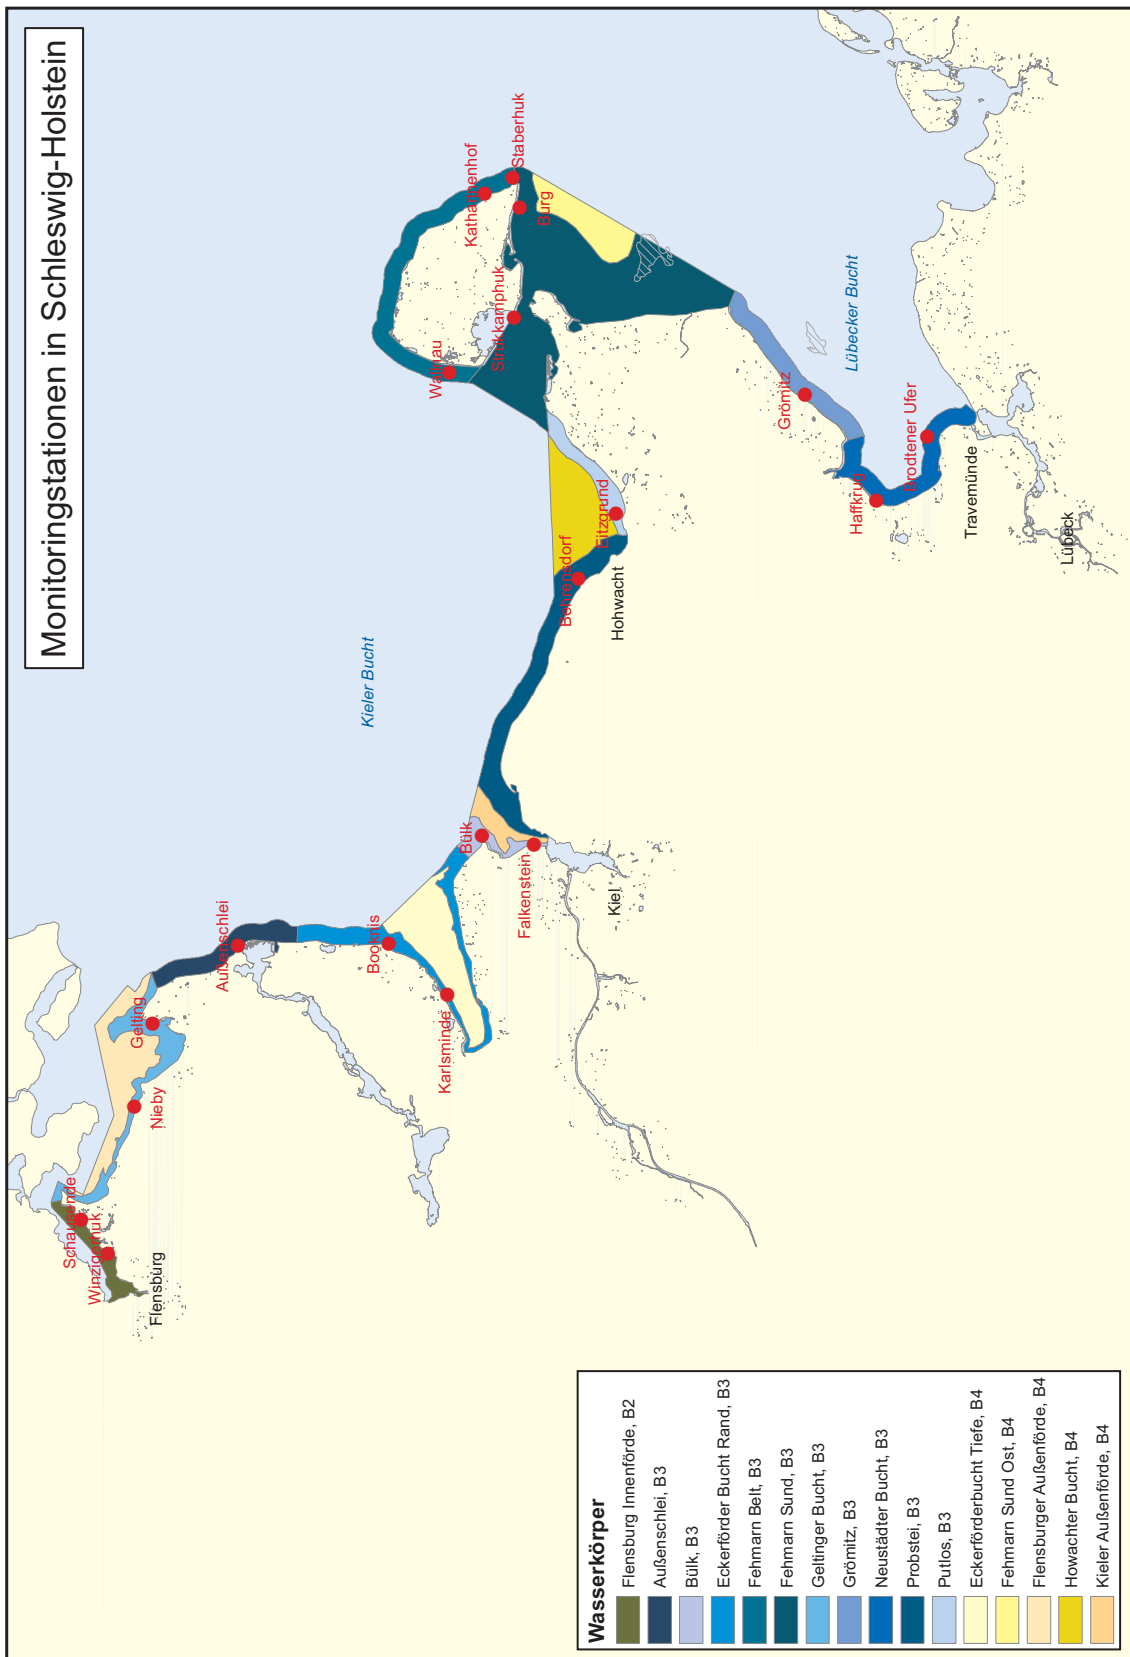 Monitoringstationen in Schleswig-Holstein
Schausende
Winzigerhuk
Flensburg
Nieby
Gelting
Außenschlei
Booknis
Karlsminde
Bülk
Falkenstein
Kiel
Kieler Bucht
Behrensdorf
Eitzgrund
Hohwacht
Wallnau
Strukkamphuk
Katharinenhof
Staberhuk
Burg
Grömitz
Lübecker Bucht
Haffkrug
Brodtener Ufer
Travemünde
Lübeck
Wasserkörper
Flensburg Innenförde, B2
Außenschlei, B3
Bülk, B3
Eckerförder Bucht Rand, B3
Fehmarn Belt, B3
Fehmarn Sund, B3
Geltinger Bucht, B3
Grömitz, B3
Neustädter Bucht, B3
Probstei, B3
Putlos, B3
Eckerförderbucht Tiefe, B4
Fehmarn Sund Ost, B4
Flensburger Außenförde, B4
Howachter Bucht, B4
Kieler Außenförde, B4